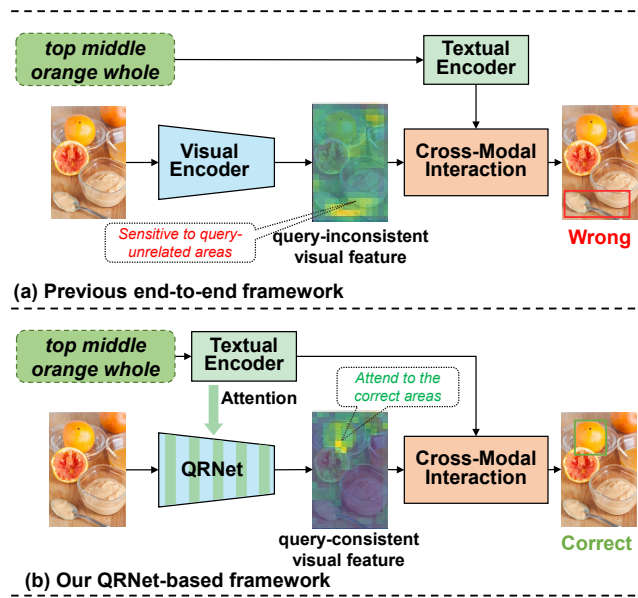 top middle
orange whole
Textual
Encoder
Visual
Encoder
Cross-Modal
Interaction
Sensitive to query-
unrelated areas
query-inconsistent
visual feature
Wrong
(a) Previous end-to-end framework
top middle
orange whole
Textual
Encoder
Attention
Attend to the
correct areas
QRNet
Cross-Modal
Interaction
query-consistent
visual feature
Correct
(b) Our QRNet-based framework